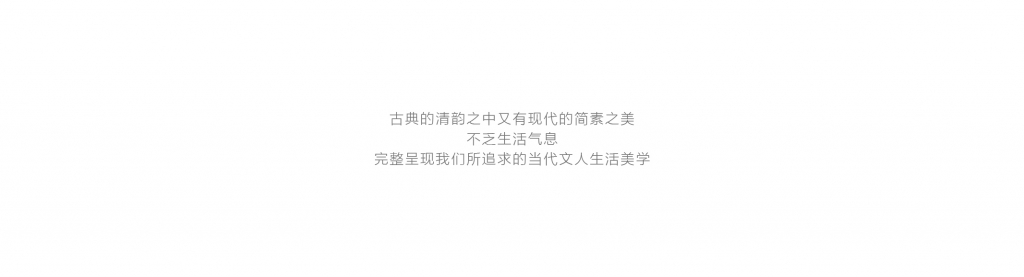 古典的清韵之中又有现代的简素之美
不乏生活气息
完整呈现我们所追求的当代文人生活美学